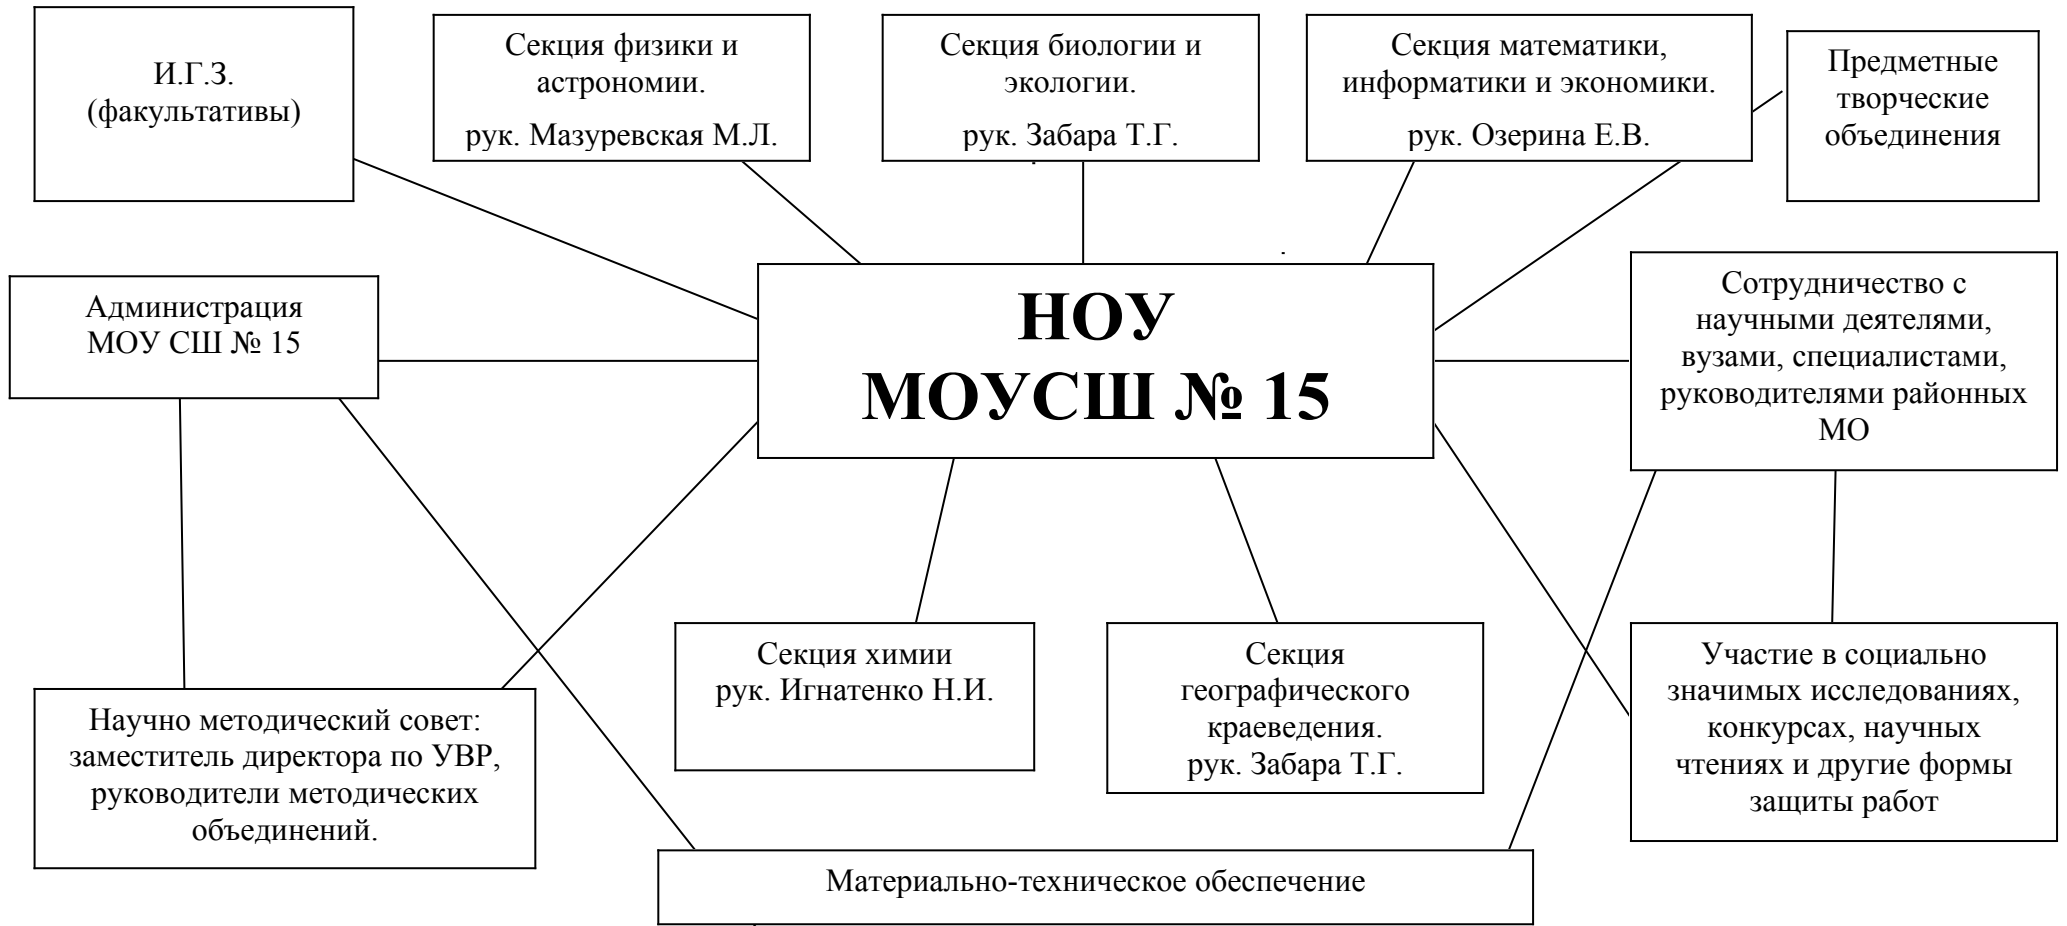 И.Г.З.
(факультативы)
Секция физики и
астрономии.
рук. Мазуревская М.Л.
Секция биологии и
экологии.
рук. Забара Т.Г.
Секция математики,
информатики и экономики.
рук. Озерина Е.В.
Предметные
творческие
объединения
Администрация
МОУ СШ № 15
НОУ
МОУСШ № 15
Сотрудничество с
научными деятелями,
вузами, специалистами,
руководителями районных
МО
Научно методический совет:
заместитель директора по УВР,
руководители методических
объединений.
Секция химии
рук. Игнатенко Н.И.
Секция
географического
краеведения.
рук. Забара Т.Г.
Участие в социально
значимых исследованиях,
конкурсах, научных
чтениях и другие формы
защиты работ
Материально-техническое обеспечение